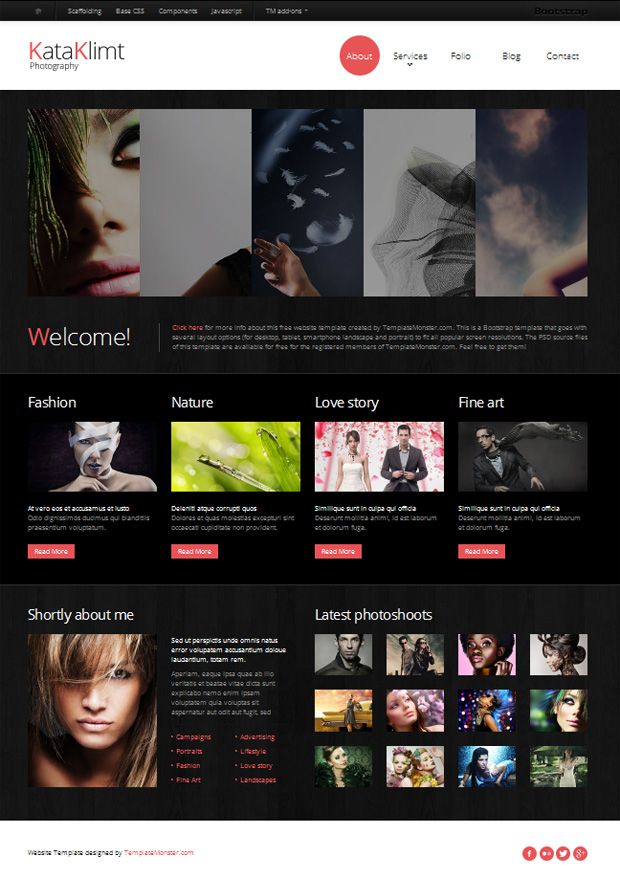 Scaffolding Base CSS Components Javascript TM add-ons Bootstrap
KataKlimt
Photography
About Services Folio Blog Contact
Welcome!
Click here for more info about this free website template created by TemplateMonster.com. This is a Bootstrap template that goes with
several layout options (for desktop, tablet, smartphone landscape and portrait) to fit all popular screen resolutions. The PSD source files
of this template are available for free for the registered members of TemplateMonster.com. Feel free to get them!
Fashion
Nature
Love story
Fine art
At vero eos et accusamus et iusto
Odio dignissimos ducimus qui blanditiis
praesentium voluptatum.
Read More
Deleniti atque corrupti quos
Dolores et quas molestias excepturi sint
occaecati cupiditate non provident.
Read More
Similique sunt in culpa qui officia
Deserunt mollitia animi, id est laborum
et dolorum fuga.
Read More
Similique sunt in culpa qui officia
Deserunt mollitia animi, id est laborum
et dolorum fuga.
Read More
Shortly about me
Sed ut perspictis unde omnis natus
error volupatem accusantium doloque
laudantium, totam rem.
Aperiam, eaque ipsa quae ab illo
veritatis et beatae vitae dicta sunt
explicabo nemo enim ipsam
voluptatem quia voluptas sit
aspernatur aut odit aut fugit, sed
Campaigns
Portraits
Fashion
Fine Art
Advertising
Lifestyle
Love story
Landscapes
Latest photoshoots
Website Template designed by TemplateMonster.com